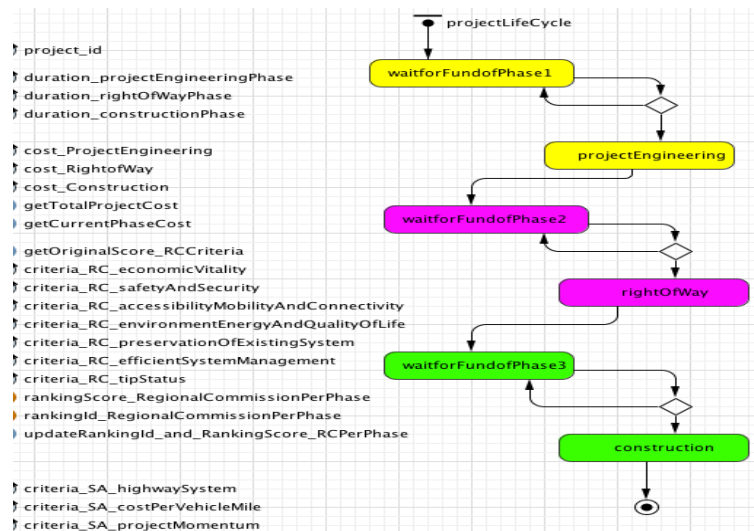 projectLifeCycle
project_id
duration_projectEngineeringPhase
duration_rightOfWayPhase
duration_constructionPhase
cost_ProjectEngineering
cost_RightofWay
cost_Construction
getTotalProjectCost
getCurrentPhaseCost
getOriginalScore_RCCriteria
criteria_RC_economicVitality
criteria_RC_safetyAndSecurity
criteria_RC_accessibilityMobilityAndConnectivity
criteria_RC_environmentEnergyAndQualityOfLife
criteria_RC_preservationOfExistingSystem
criteria_RC_efficientSystemManagement
criteria_RC_tipStatus
rankingScore_RegionalCommissionPerPhase
rankingId_RegionalCommissionPerPhase
updateRankingId_and_RankingScore_RCPerPhase
criteria_SA_highwaySystem
criteria_SA_costPerVehicleMile
criteria_SA_projectMomentum
waitforFundofPhase1
projectEngineering
waitforFundofPhase2
rightOfWay
waitforFundofPhase3
construction